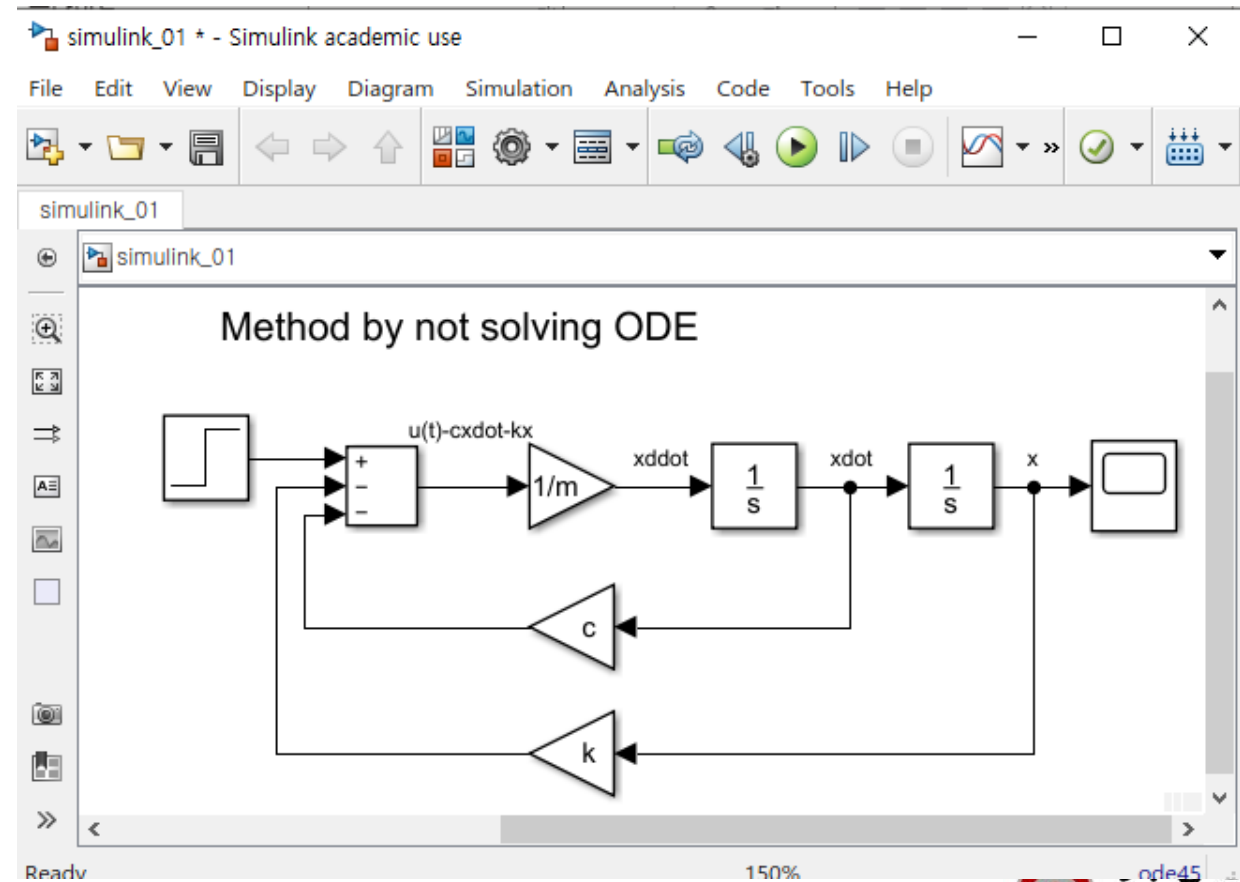 simulink_01 * - Simulink academic use
File Edit View Display Diagram Simulation Analysis Code Tools Help
simulink_01
simulink_01
Method by not solving ODE
u(t)-cxdot-kx
+
−
−
1/m
xddot
1
s
xdot
1
s
x
c
k
Ready 150% ode45